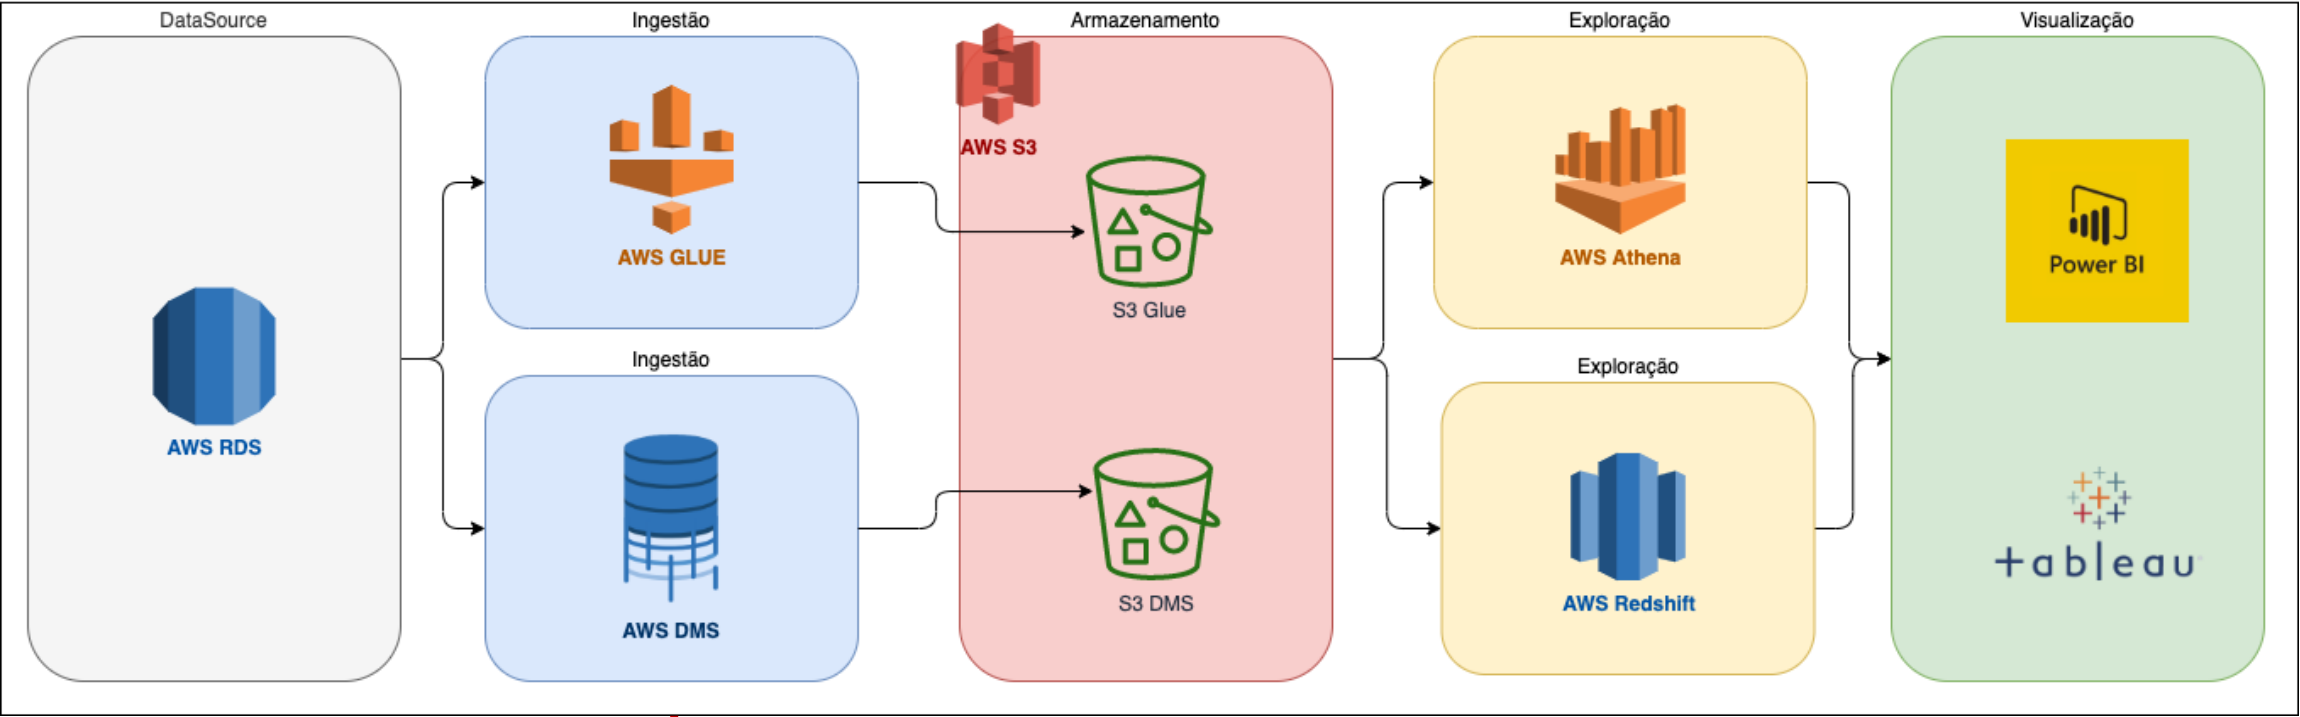 DataSource
Ingestão
Armazenamento
Exploração
Visualização
AWS S3
AWS GLUE
AWS Athena
Power BI
S3 Glue
Ingestão
Exploração
AWS RDS
AWS DMS
S3 DMS
AWS Redshift
+ableau